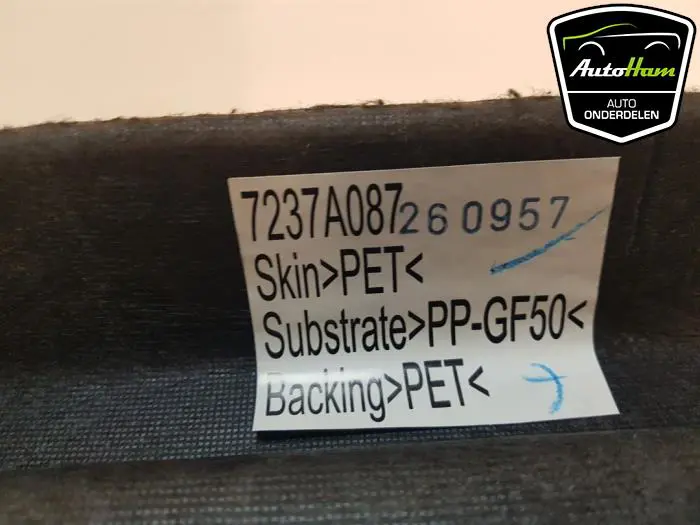 AutoHam
AUTO
ONDERDELEN
7237A087 260957
Skin>PET<
Substrate>PP-GF50<
Backing>PET<